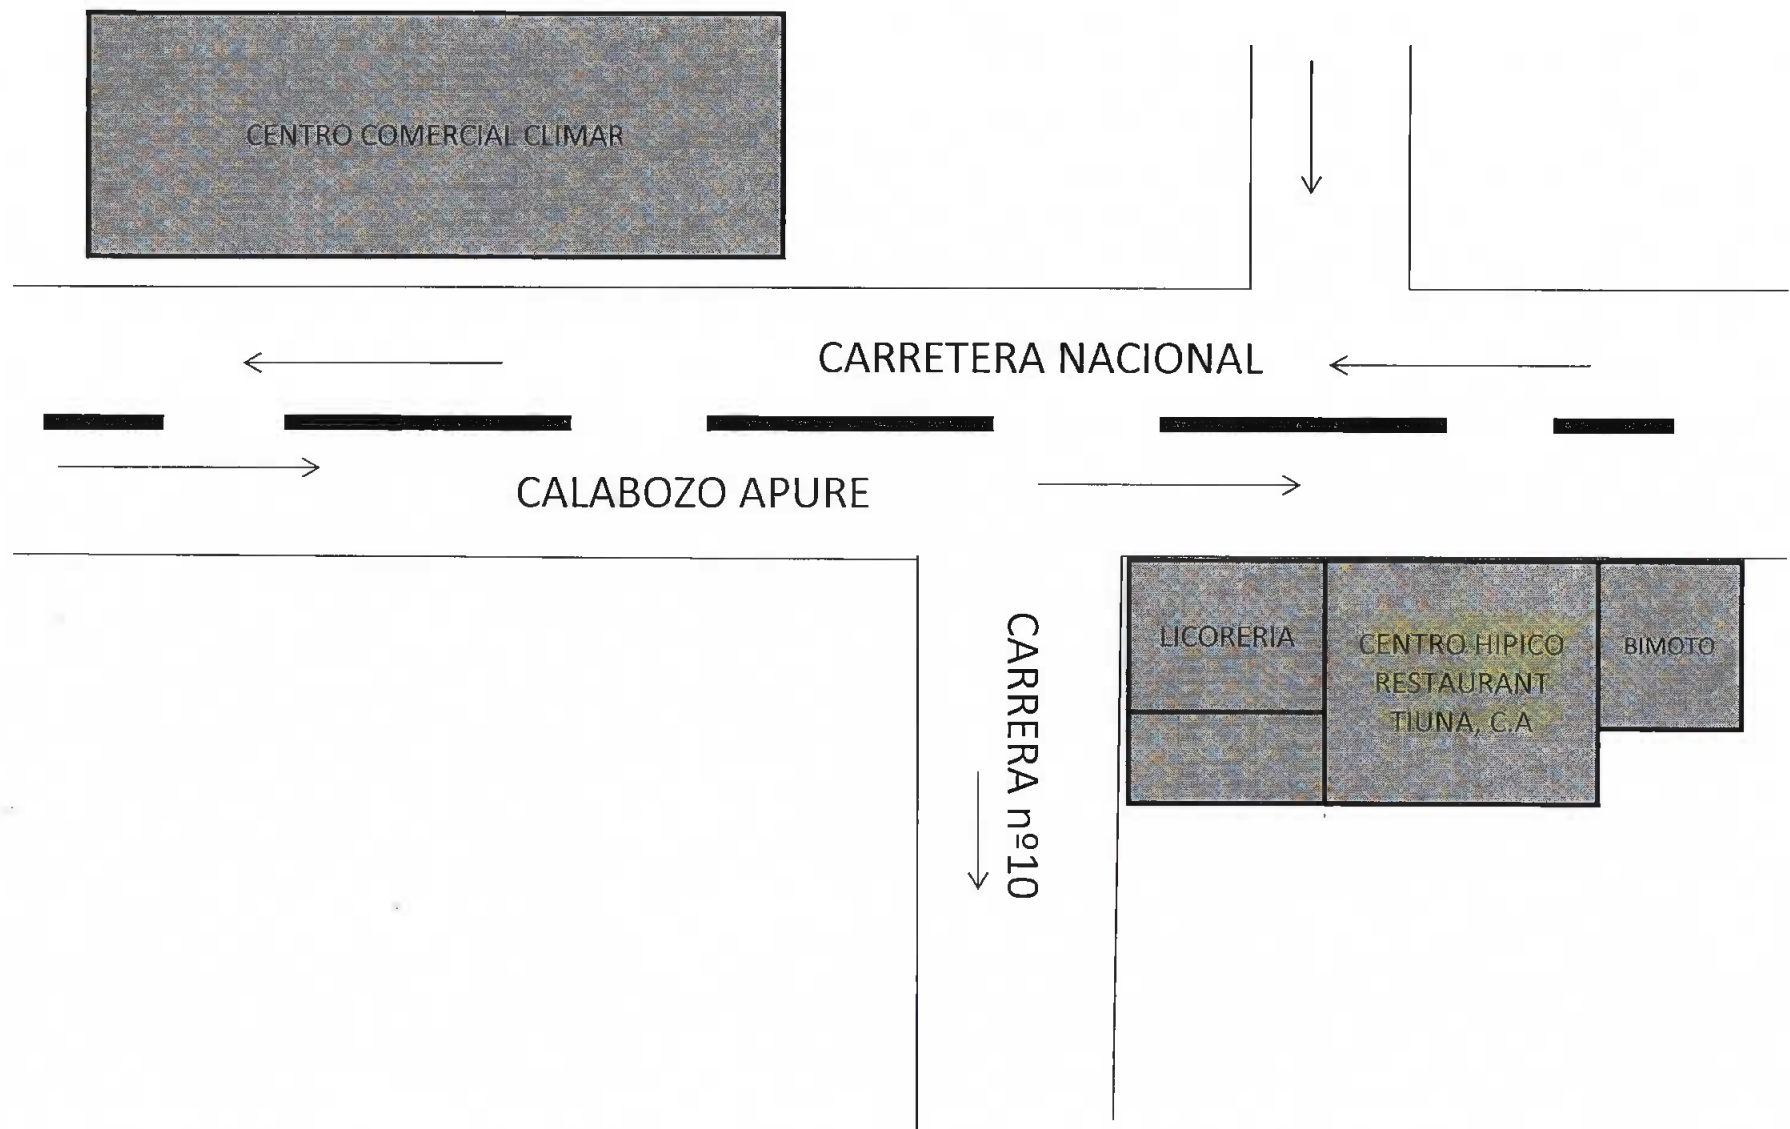 CENTRO COMERCIAL CLIMAR
CARRETERA NACIONAL
CALABOZO APURE
CARRERA nº10
LICORERIA
CENTRO HIPICO
RESTAURANT
TIUNA, C.A
BIMOTO